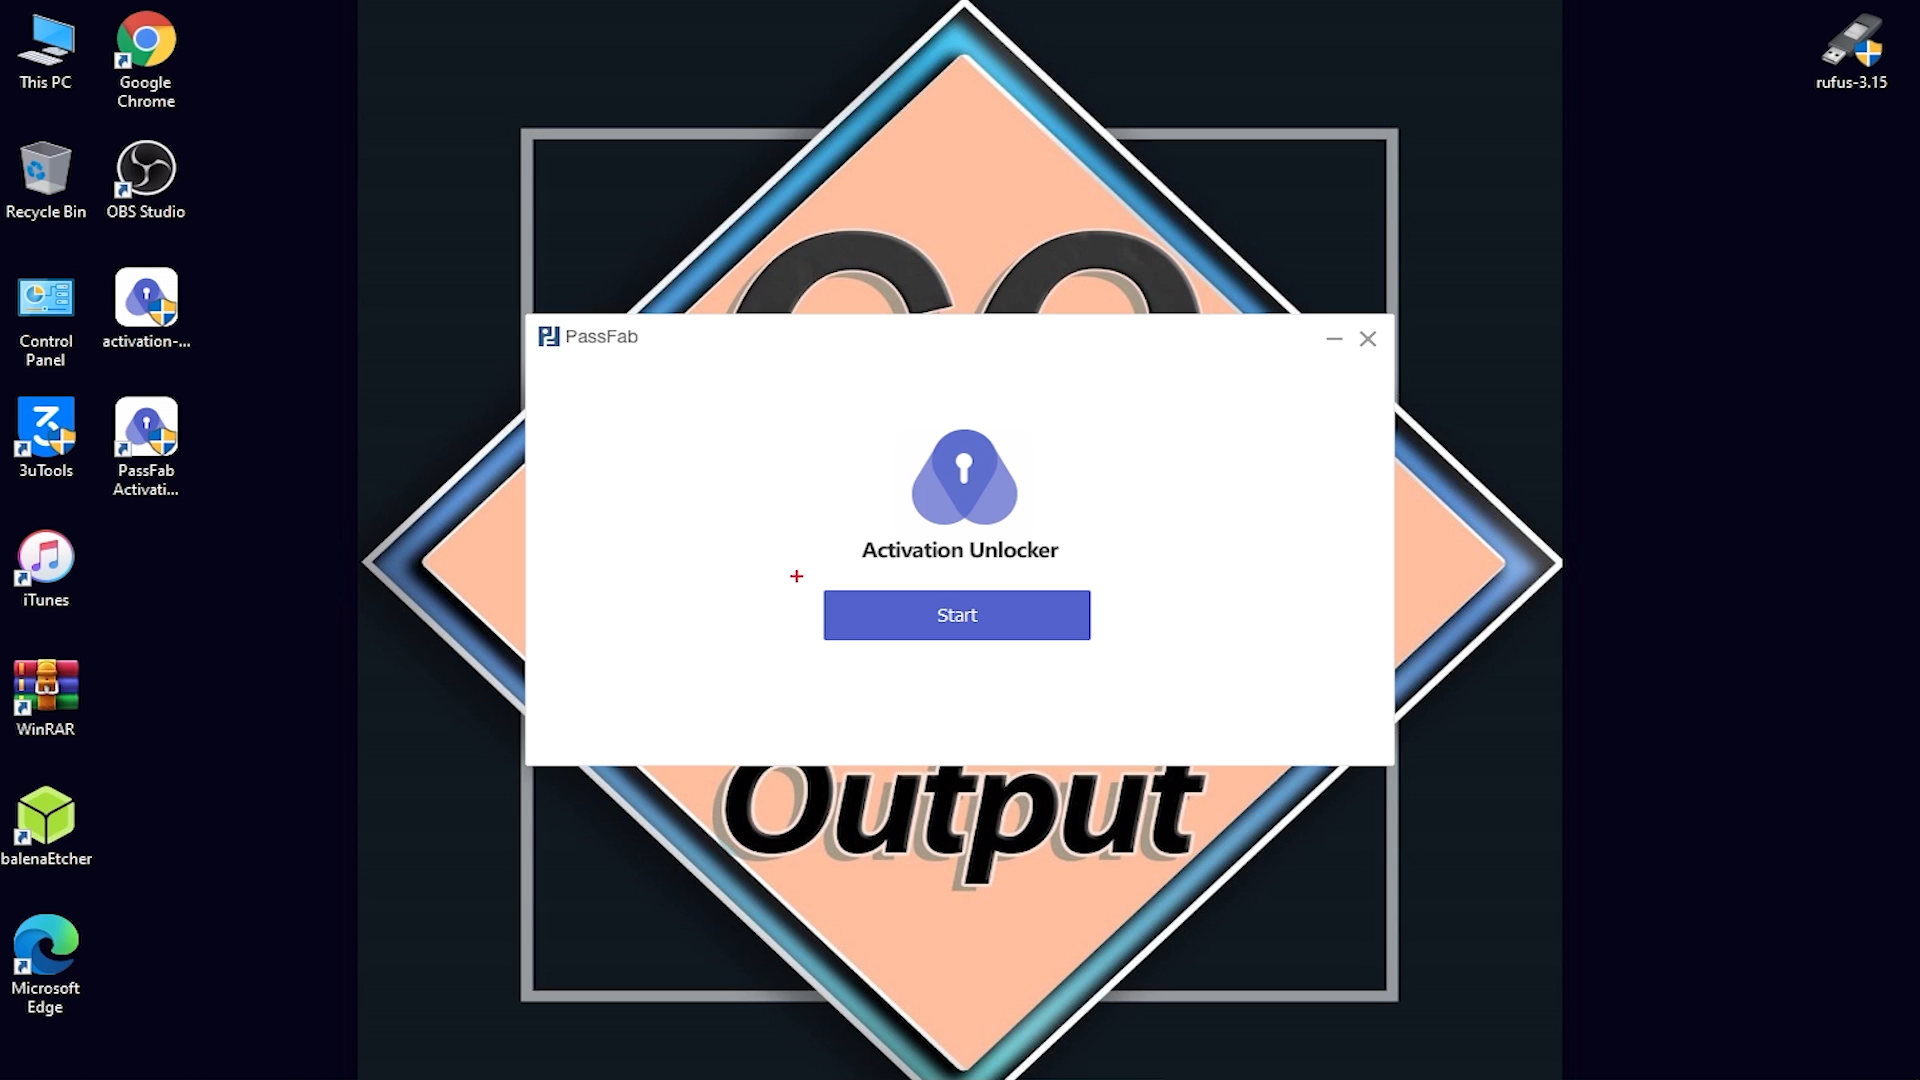 This PC
Google
Chrome
rufus-3.15
Recycle Bin
OBS Studio
Control
Panel
activation-...
3uTools
PassFab
Activati...
iTunes
WinRAR
balenaEtcher
Microsoft
Edge
PassFab
Activation Unlocker
Start
Output